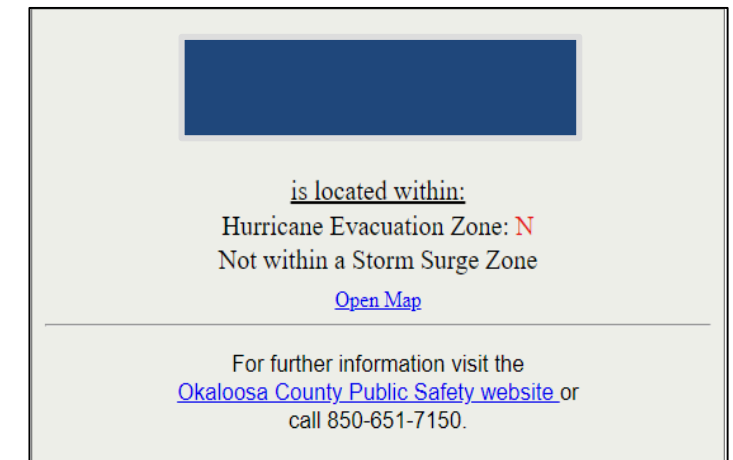 is located within:
Hurricane Evacuation Zone: N
Not within a Storm Surge Zone
Open Map
For further information visit the
Okaloosa County Public Safety website or
call 850-651-7150.